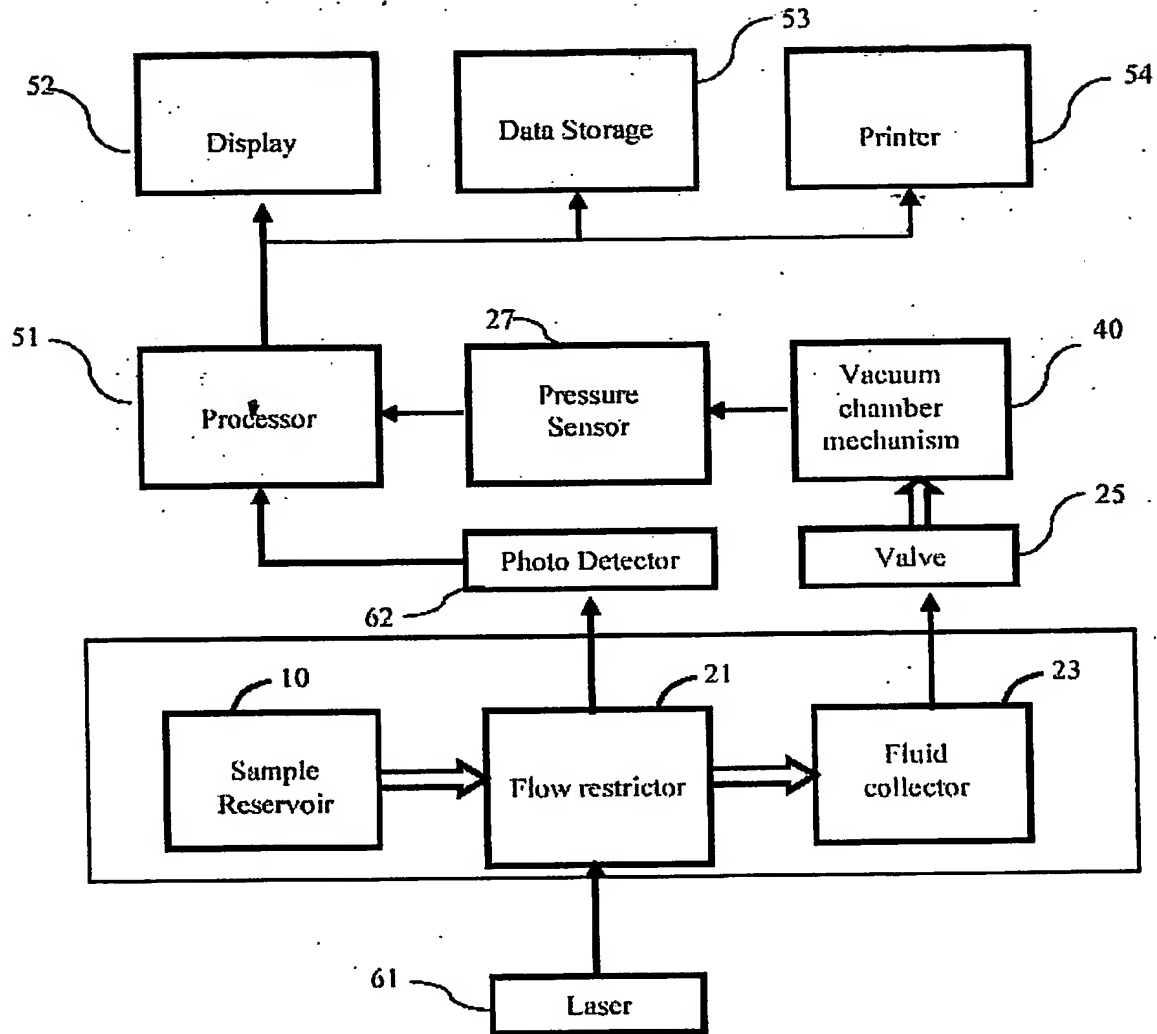 53
52
54
Display
Data Storage
Printer
51
27
40
Processor
Pressure
Sensor
Vacuum
chamber
mechanism
25
Photo Detector
Valve
62
10
21
23
Sample
Reservoir
Flow restrictor
Fluid
collector
61
Laser